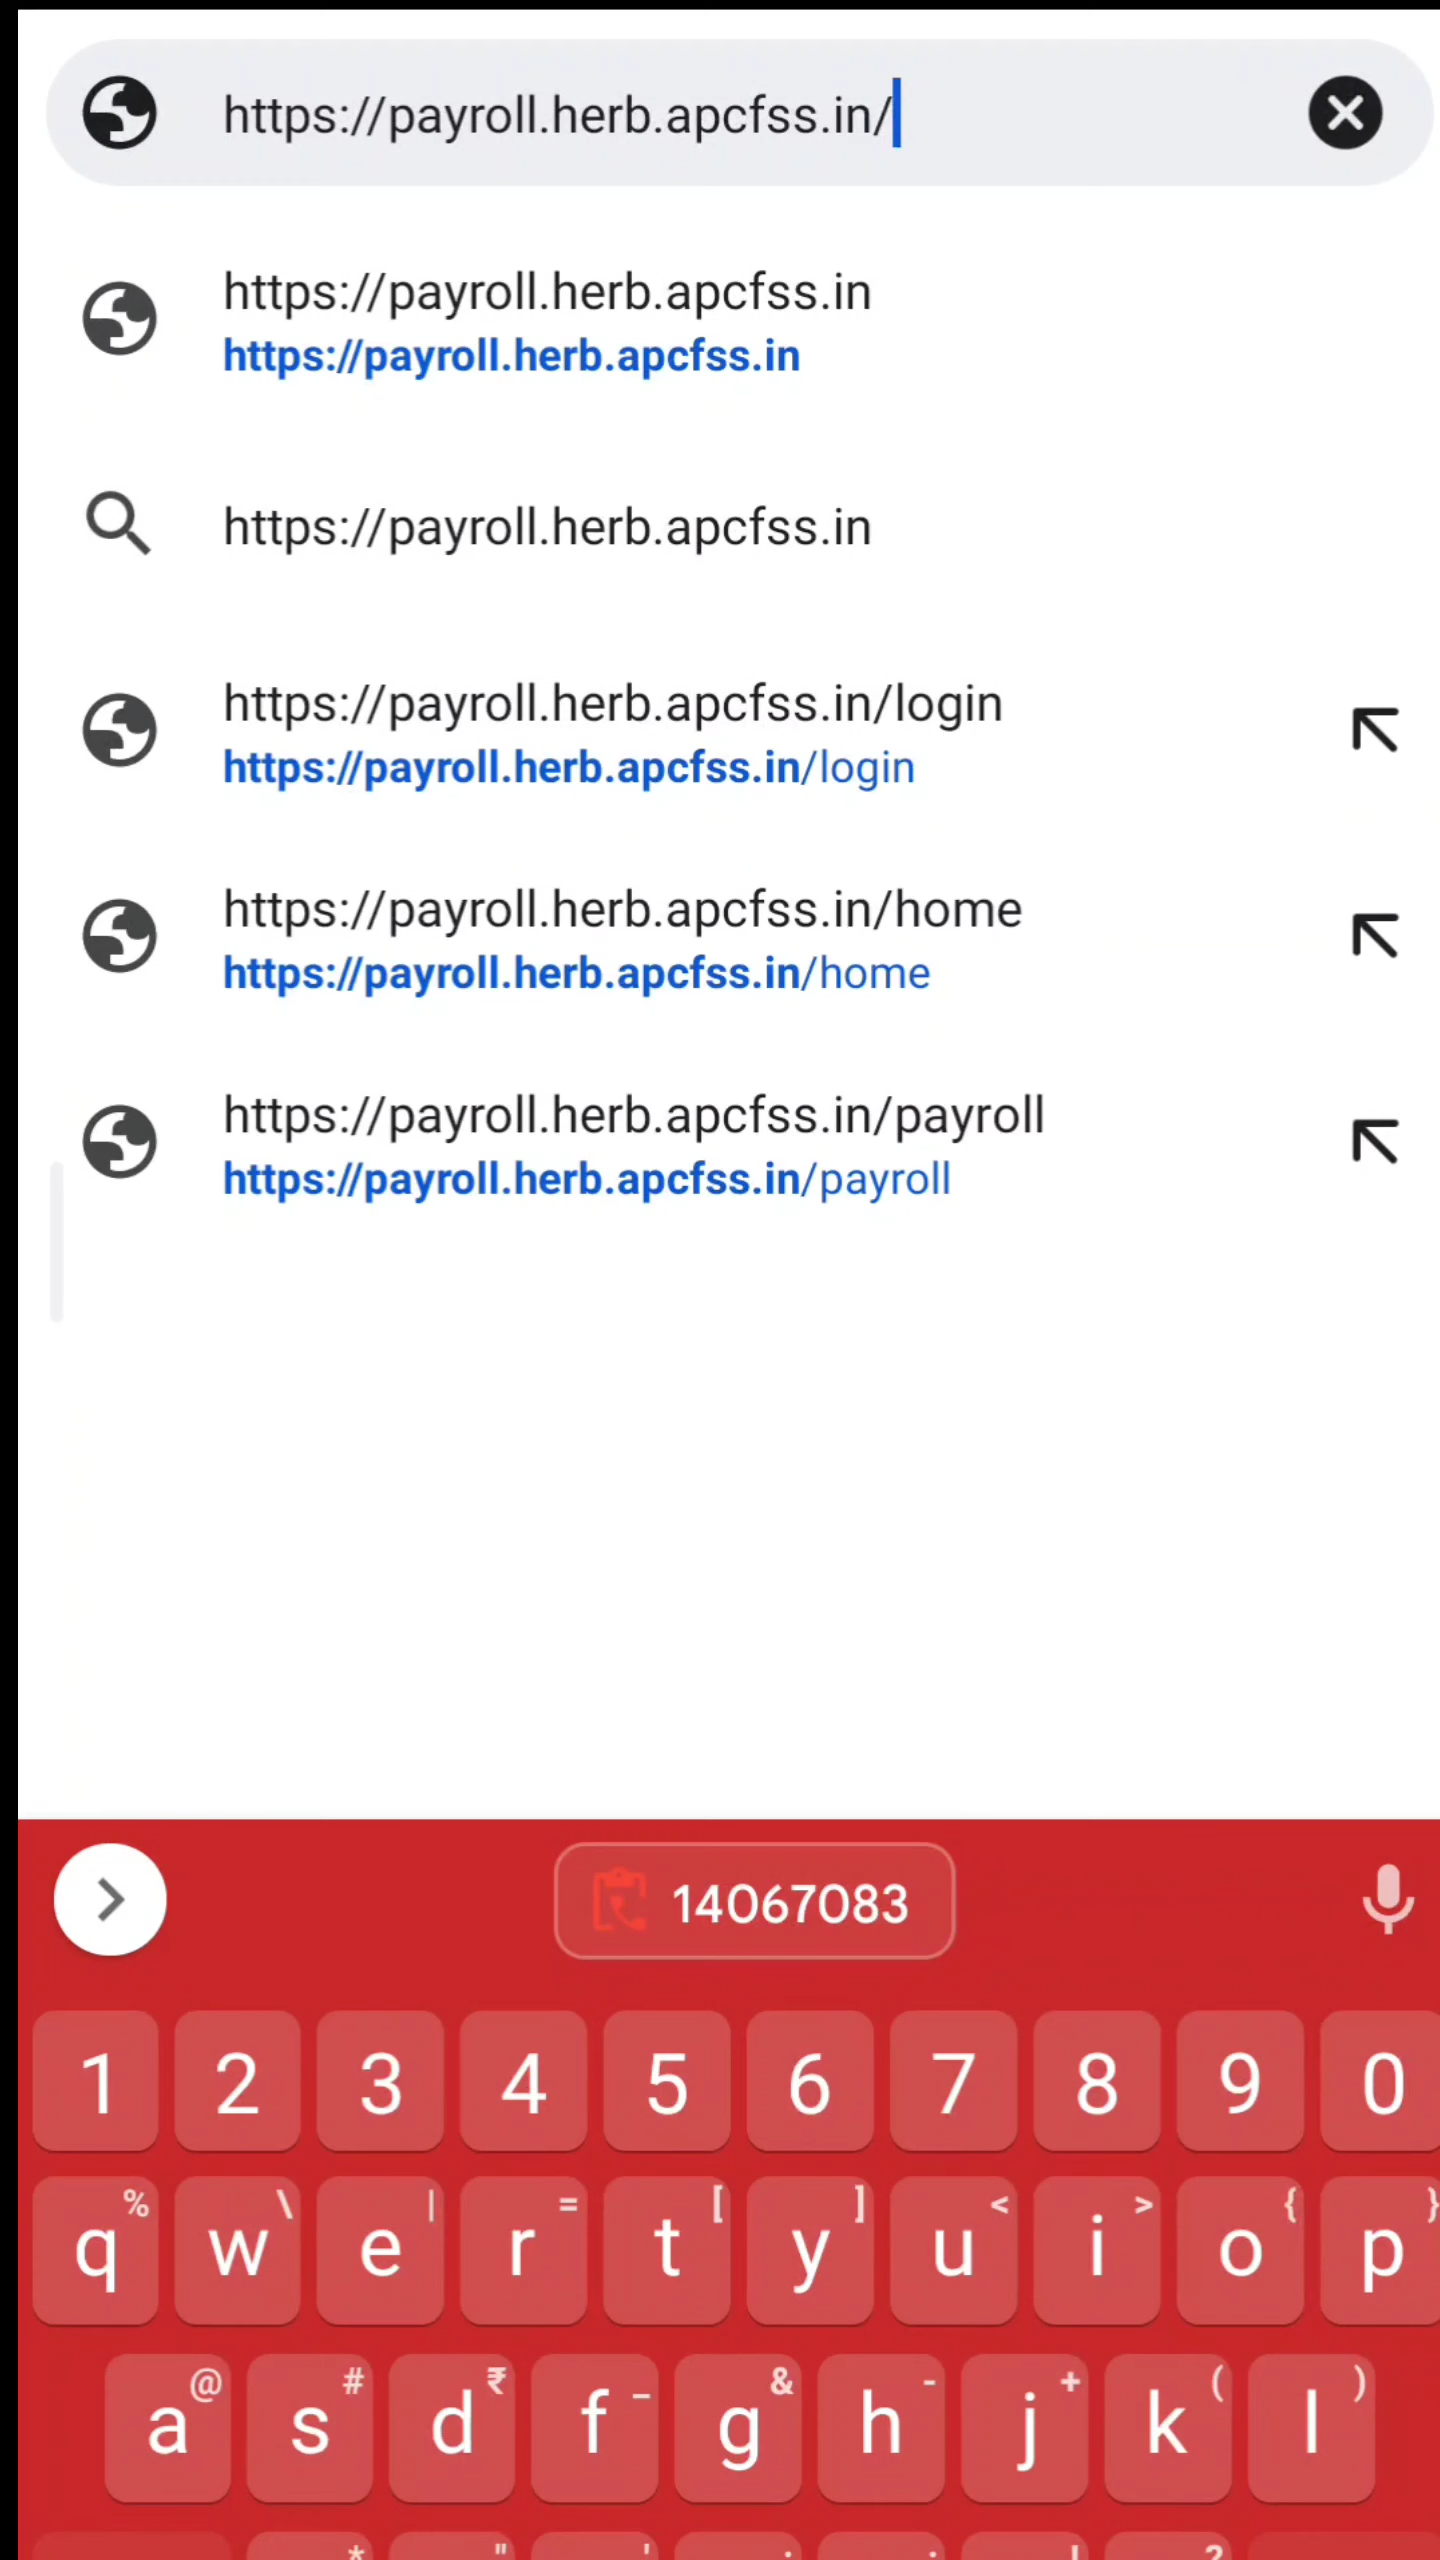 https://payroll.herb.apcfss.in/
https://payroll.herb.apcfss.in
https://payroll.herb.apcfss.in
https://payroll.herb.apcfss.in
https://payroll.herb.apcfss.in/login
https://payroll.herb.apcfss.in/login
https://payroll.herb.apcfss.in/home
https://payroll.herb.apcfss.in/home
https://payroll.herb.apcfss.in/payroll
https://payroll.herb.apcfss.in/payroll
14067083
1 2 3 4 5 6 7 8 9 0
% \ | = [ ] < > { }
q w e r t y u i o p
@ # ₹ _ & - + ( )
a s d f g h j k l
* " ' : ; ! ?